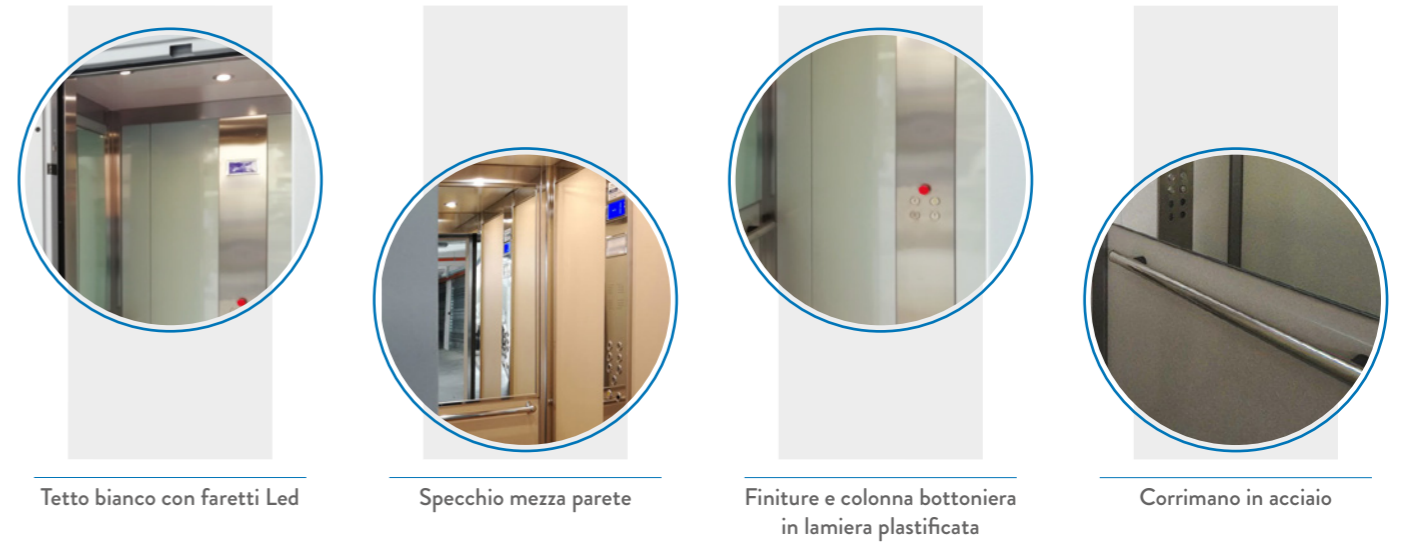 Tetto bianco con faretti Led
Specchio mezza parete
Finiture e colonna bottoniera
in lamiera plastificata
Corrimano in acciaio